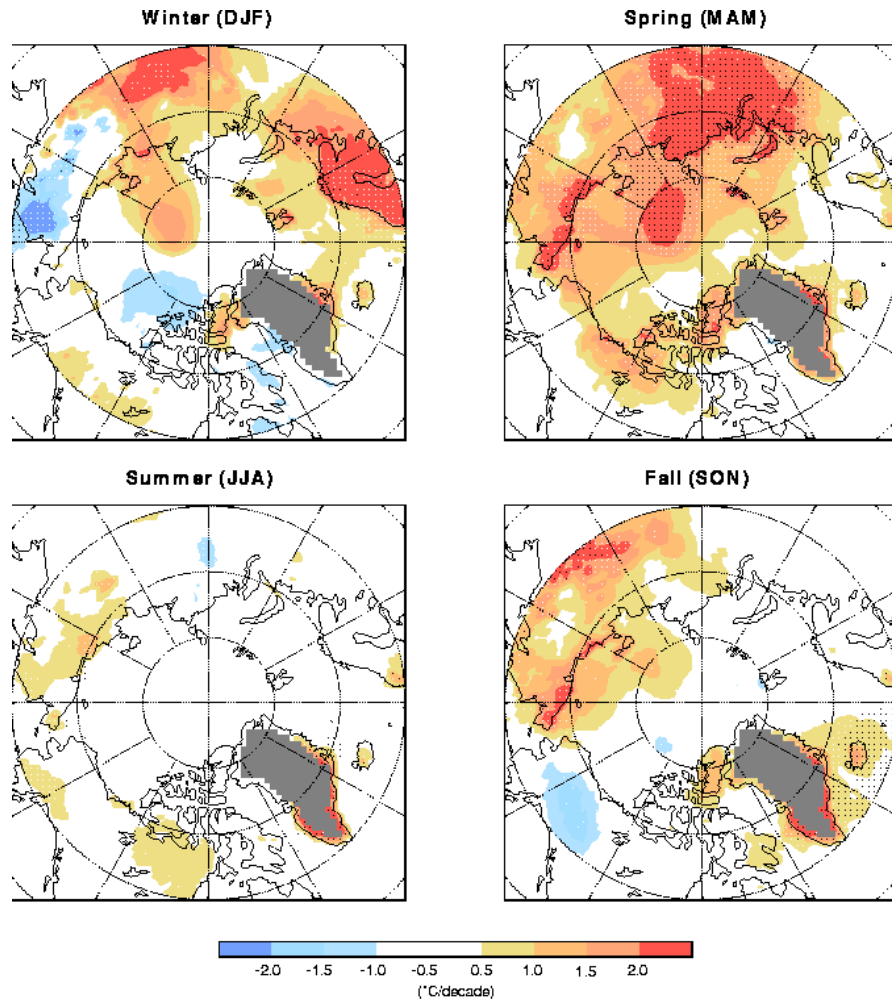 Winter (DJF)
Spring (MAM)
Summer (JJA)
Fall (SON)
-2.0 -1.5 -1.0 0.5 0.5 1.0 1.5 2.0
(°C/decade)